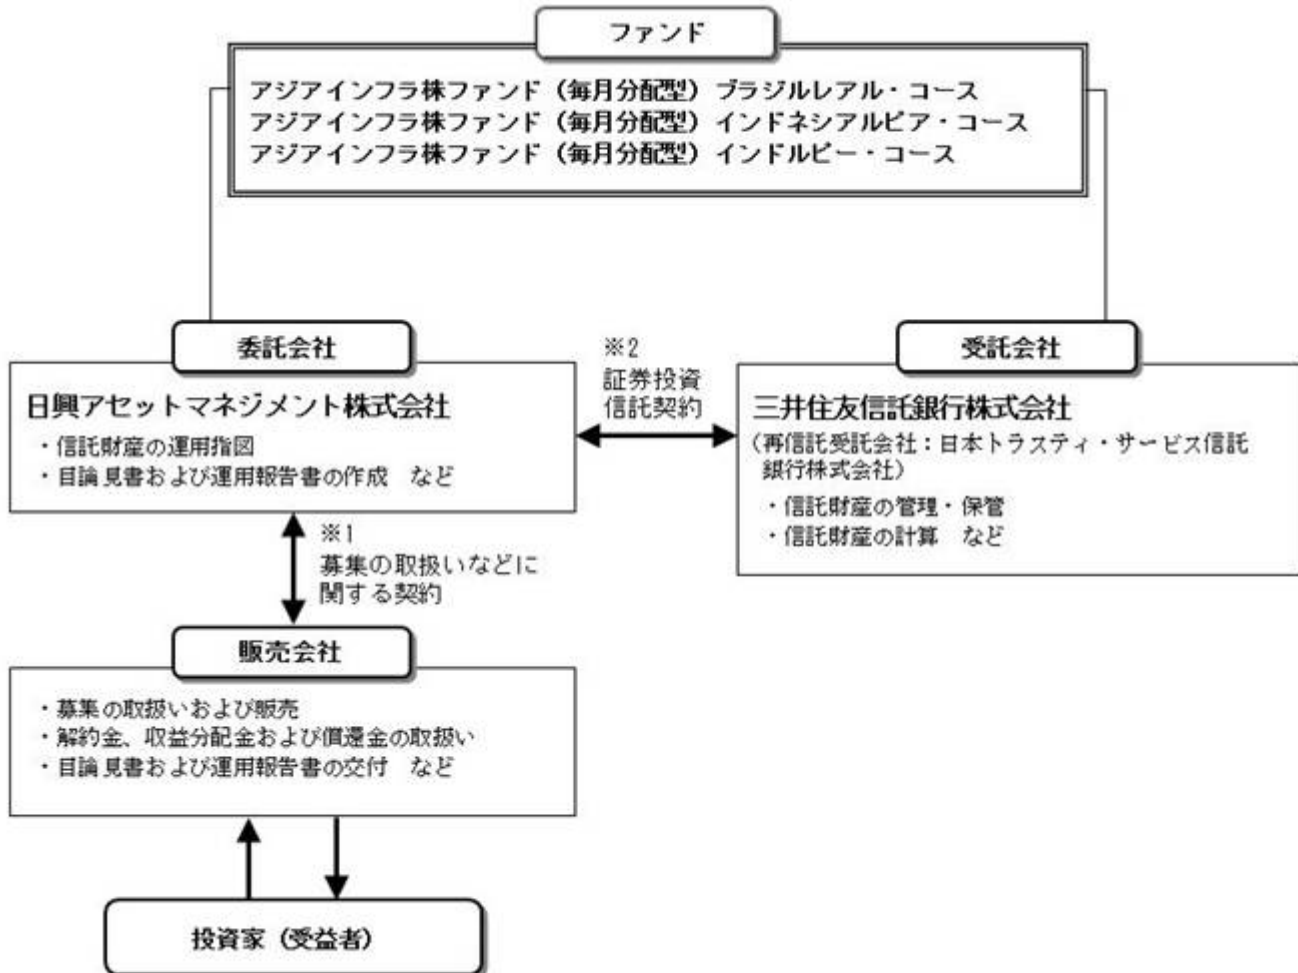 ファンド
アジアインフラ株ファンド（毎月分配型）ブラジルレアル・コース
アジアインフラ株ファンド（毎月分配型）インドネシアルピア・コース
アジアインフラ株ファンド（毎月分配型）インドルピー・コース
委託会社
日興アセットマネジメント株式会社
・信託財産の運用指図
・目論見書および運用報告書の作成　など
※2
証券投資
信託契約
受託会社
三井住友信託銀行株式会社
（再信託受託会社：日本トラスティ・サービス信託
銀行株式会社）
・信託財産の管理・保管
・信託財産の計算　など
※1
募集の取扱いなどに
関する契約
販売会社
・募集の取扱いおよび販売
・解約金、収益分配金および償還金の取扱い
・目論見書および運用報告書の交付　など
投資家（受益者）